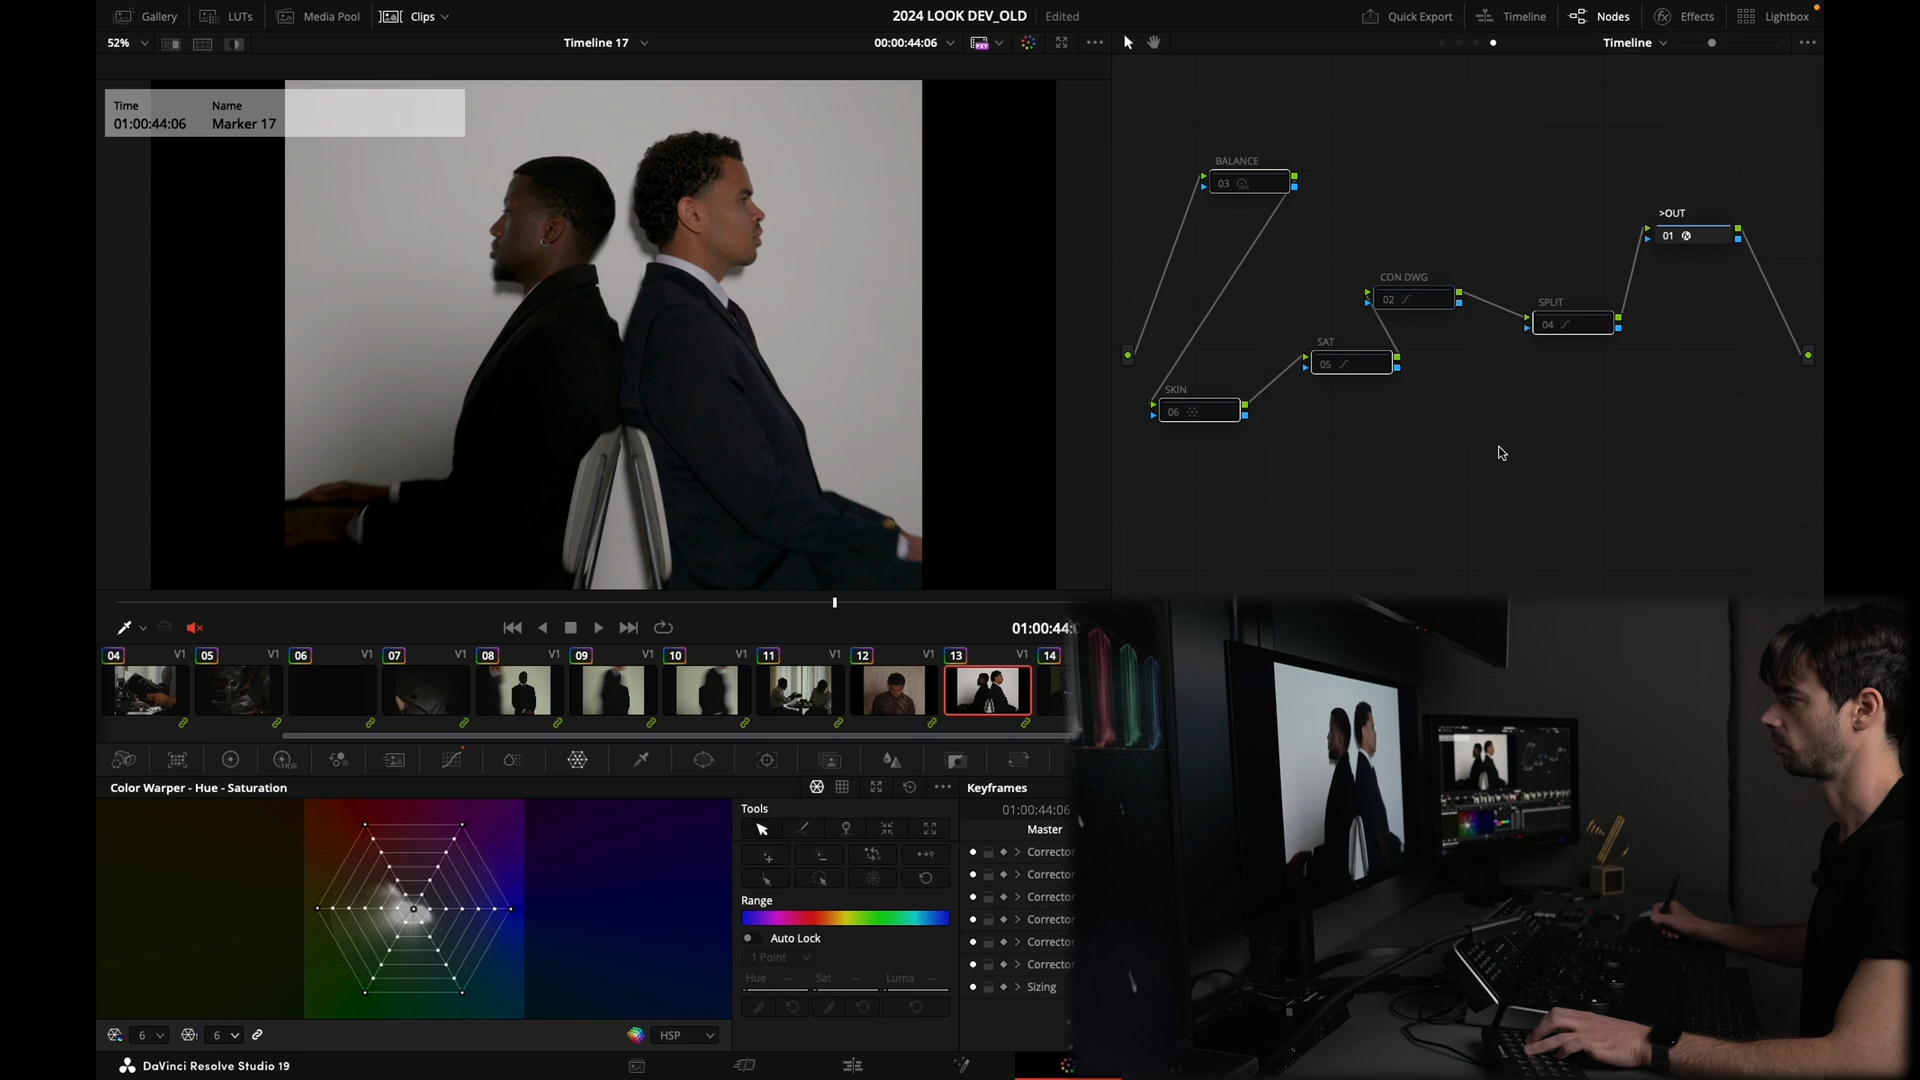 Gallery
LUTs
Media Pool
Clips
2024 LOOK DEV_OLD
Edited
Quick Export
Timeline
Nodes
Effects
Lightbox
52%
Timeline 17
00:00:44:06
Timeline
Time
Name
01:00:44:06
Marker 17
BALANCE
03
>OUT
01
CON DWG
02
SPLIT
04
SAT
05
SKIN
06
01:00:44:
04 V1
05 V1
06 V1
07 V1
08 V1
09 V1
10 V1
11 V1
12 V1
13 V1
14
HDR
Color Warper - Hue - Saturation
Tools
Range
Auto Lock
1 Point
Hue --
Sat --
Luma --
6
6
HSP
Keyframes
01:00:44:06
Master
Corrector
Corrector
Corrector
Corrector
Corrector
Corrector
Sizing
DaVinci Resolve Studio 19